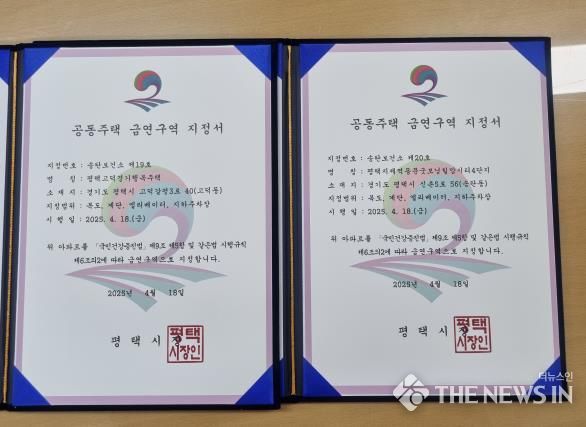 공동주택 금연구역 지정서
지정번호 : 송탄보건소 제19호
명 칭 : 평택고덕경기행복주택
소 재 지 : 경기도 평택시 고덕갈평3로 40(고덕동)
지정범위 : 복도, 계단, 엘리베이터, 지하주차장
시 행 일 : 2025. 4. 18.(금)
위 아파트를 「국민건강증진법」 제9조 제5항 및 같은법 시행규칙
제6조의2에 따라 금연구역으로 지정합니다.
2025년 4월 18일
평 택 시 장
평택
시장인
공동주택 금연구역 지정서
지정번호 : 송탄보건소 제20호
명 칭 : 평택지제역동문굿모닝힐맘시티4단지
소 재 지 : 경기도 평택시 신촌5로 56(송탄동)
지정범위 : 복도, 계단, 엘리베이터, 지하주차장
시 행 일 : 2025. 4. 18.(금)
위 아파트를 「국민건강증진법」 제9조 제5항 및 같은법 시행규칙
제6조의2에 따라 금연구역으로 지정합니다.
2025년 4월 18일
평 택 시 장
평택
시장인
더뉴스인
THE NEWS IN